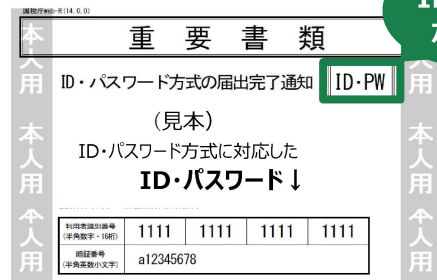 国税庁web-R(14.0.0)
重要書類
ID・パスワード方式の届出完了通知 ID・PW
(見本)
ID・パスワード方式に対応した
ID・パスワード↓
利用者識別番号
(半角数字・16桁)
1111 1111 1111 1111
暗証番号
(半角英数小文字)
a12345678
本人用
本人用
本人用
本人用
本人用